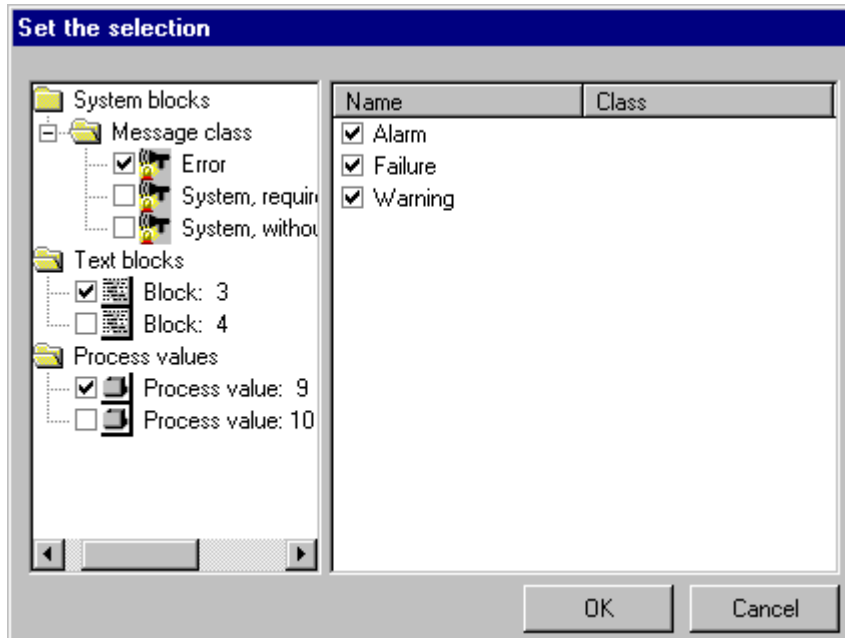 Set the selection
System blocks
Message class
Error
System, requir
System, withou
Text blocks
Block: 3
Block: 4
Process values
Process value: 9
Process value: 10
Name Class
Alarm
Failure
Warning
OK Cancel